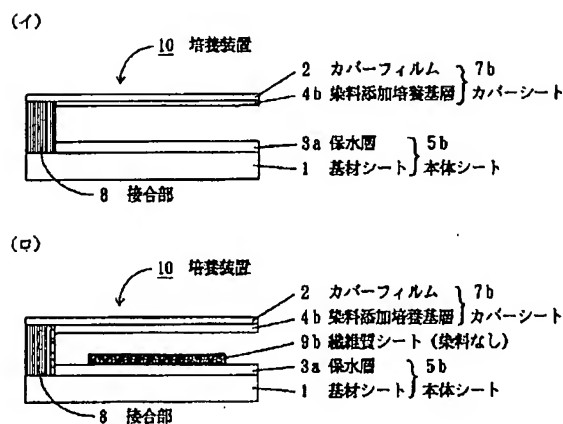 (イ)
10 培養装置
2 カバーフィルム
4b 染料添加培養基層
7b
カバーシート
3a 保水層
1 基材シート
5b
本体シート
8 接合部
(ロ)
10 培養装置
2 カバーフィルム
4b 染料添加培養基層
7b
カバーシート
9b 繊維質シート (染料なし)
3a 保水層
1 基材シート
5b
本体シート
8 接合部